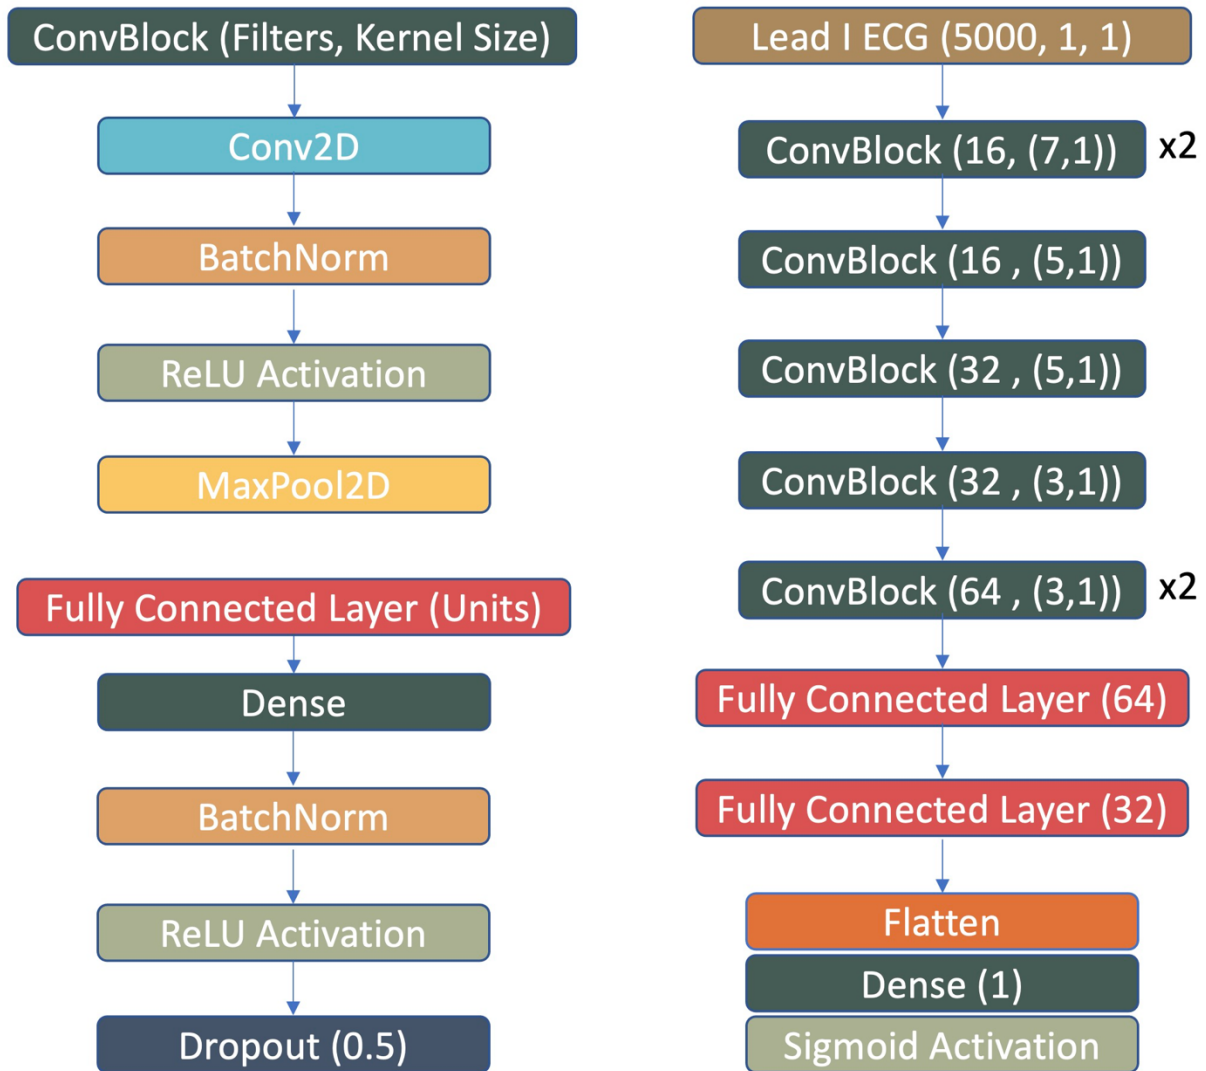 ConvBlock (Filters, Kernel Size)
Conv2D
BatchNorm
ReLU Activation
MaxPool2D
Fully Connected Layer (Units)
Dense
BatchNorm
ReLU Activation
Dropout (0.5)
Lead I ECG (5000, 1, 1)
ConvBlock (16, (7,1)) x2
ConvBlock (16 , (5,1))
ConvBlock (32 , (5,1))
ConvBlock (32 , (3,1))
ConvBlock (64 , (3,1)) x2
Fully Connected Layer (64)
Fully Connected Layer (32)
Flatten
Dense (1)
Sigmoid Activation